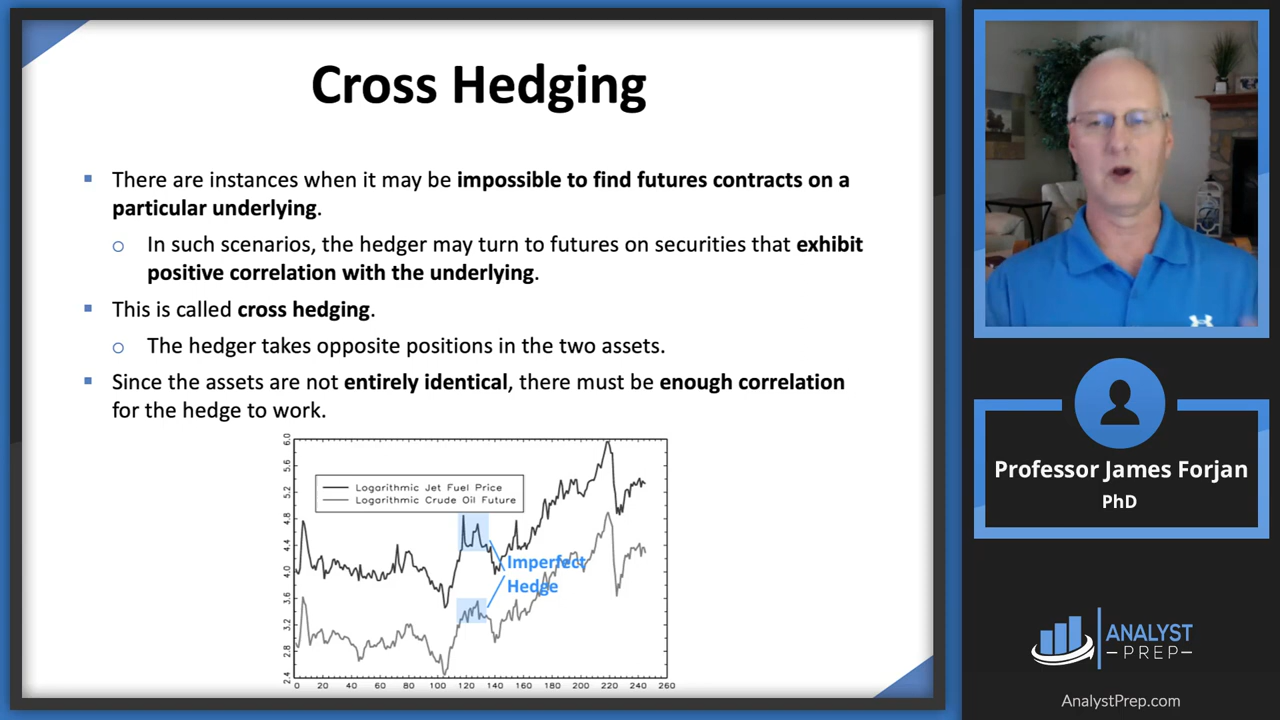 Cross Hedging
▪ There are instances when it may be impossible to find futures contracts on a
particular underlying.
o In such scenarios, the hedger may turn to futures on securities that exhibit
positive correlation with the underlying.
▪ This is called cross hedging.
o The hedger takes opposite positions in the two assets.
▪ Since the assets are not entirely identical, there must be enough correlation
for the hedge to work.
6.0
5.6
5.2
4.8
4.4
4.0
3.6
3.2
2.8
2.4
Logarithmic Jet Fuel Price
Logarithmic Crude Oil Future
Imperfect
Hedge
0 20 40 60 80 100 120 140 160 180 200 220 240 260
Professor James Forjan
PhD
ANALYST
PREP
AnalystPrep.com